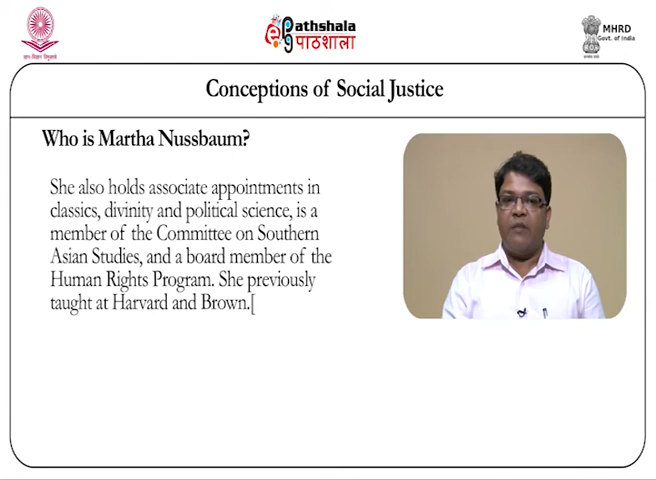 Pathshala
पाठशाला
MHRD
Govt. of India
Conceptions of Social Justice
Who is Martha Nussbaum?
She also holds associate appointments in
classics, divinity and political science, is a
member of the Committee on Southern
Asian Studies, and a board member of the
Human Rights Program. She previously
taught at Harvard and Brown.[